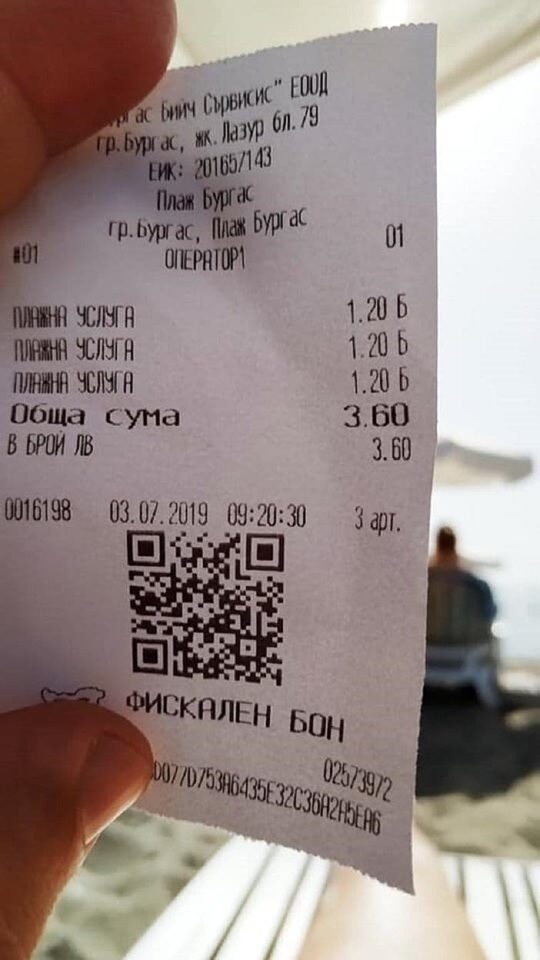 Бийч Сървисис" ЕООД
гр.Бургас, жк.Лазур бл.79
ЕИК: 201657143
Плаж Бургас
гр.Бургас, Плаж Бургас
#01 ОПЕРАТОР1 01
ПЛАЖНА УСЛУГА 1.20 Б
ПЛАЖНА УСЛУГА 1.20 Б
ПЛАЖНА УСЛУГА 1.20 Б
Обща сума 3.60
В БРОЙ ЛВ 3.60
0016198 03.07.2019 09:20:30 3 арт.
ФИСКАЛЕН БОН
02573972